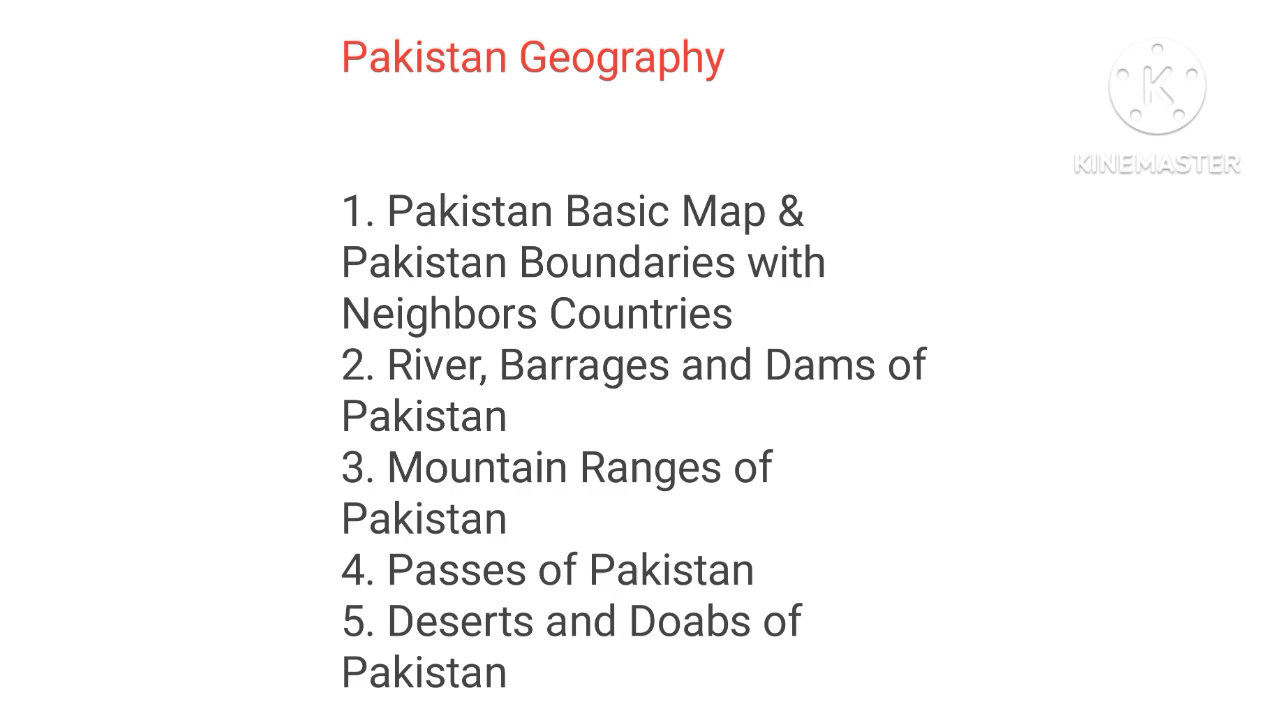 Pakistan Geography
K
KINEMASTER
1. Pakistan Basic Map &
Pakistan Boundaries with
Neighbors Countries
2. River, Barrages and Dams of
Pakistan
3. Mountain Ranges of
Pakistan
4. Passes of Pakistan
5. Deserts and Doabs of
Pakistan